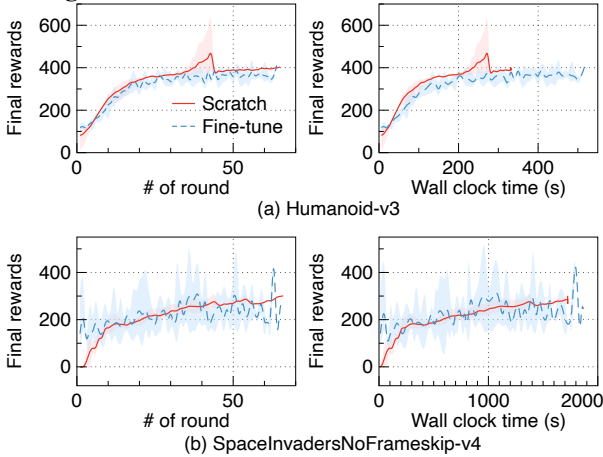 Final rewards
600
400
200
0
Scratch
Fine-tune
0
50
# of round
Final rewards
600
400
200
0
0
200
400
Wall clock time (s)
(a) Humanoid-v3
Final rewards
400
200
0
0
50
# of round
Final rewards
400
200
0
0
1000
2000
Wall clock time (s)
(b) SpaceInvadersNoFrameskip-v4